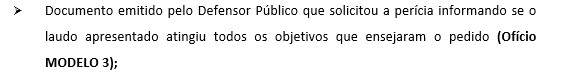 ➢ Documento emitido pelo Defensor Público que solicitou a perícia informando se o
laudo apresentado atingiu todos os objetivos que ensejaram o pedido (Ofício
MODELO 3);